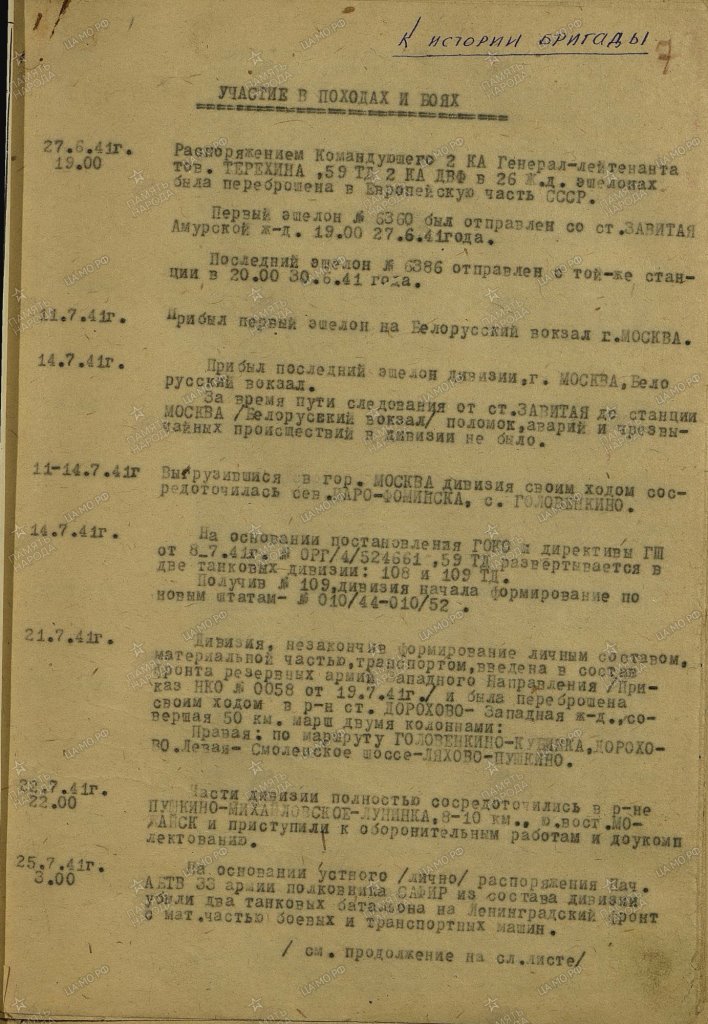 К ИСТОРИИ БРИГАДЫ
7
УЧАСТИЕ В ПОХОДАХ И БОЯХ
27.6.41г.
19.00
Распоряжением Командующего 2 КА Генерал-лейтенанта
тов. ТЕРЕХИНА ,59 ТД 2 КА ДВФ в 26 Ж.Д. эшелонах
была переброшена в Европейскую часть СССР.
Первый эшелон № 6360 был отправлен со ст.ЗАВИТАЯ
Амурской ж-д. 19.00 27.6.41года.
Последний эшелон № 6386 отправлен с той-же стан-
ции в 20.00 30.6.41 года.
11.7.41г.
Прибыл первый эшелон на Белорусский вокзал г.МОСКВА.
14.7.41г.
Прибыл последний эшелон дивизии,г. МОСКВА,Бело
русский вокзал.
За время пути следования от ст.ЗАВИТАЯ до станции
МОСКВА /Белорусский вокзал/ поломок,аварий и чрезвы-
чайных происшествий в дивизии не было.
11-14.7.41г
Выгрузившися в гор. МОСКВА дивизия своим ходом сос-
редоточилась сев.НАРО-ФОМИНСКА, с. ГОЛОВЕНКИНО.
14.7.41г.
На основании постановления ГОКО и директивы ГШ
от 8_7.41г. № ОРГ/4/524661 ,59 ТД развертывается в
две танковых дивизии: 108 и 109 ТД.
Получив № 109,дивизия начала формирование по
новым штатам- № 010/44-010/52 .
21.7.41г.
Дивизия, незакончив формирование личным составом,
материальной частью,транспортом,введена в состав
фронта резервных армий Западного Направления /При-
каз НКО № 0058 от 19.7.41г./ и была переброшена
своим ходом в р-н ст. ДОРОХОВО- Западная ж-д.,со-
вершая 50 км. марш двумя колоннами:
Правая: по маршруту ГОЛОВЕНКИНО-КУБИНКА,ДОРОХО-
ВО.Левая- Смоленское шоссе-ЛЯХОВО-ПУШКИНО.
22.7.41г.
22.00
Части дивизии полностью сосредоточились в р-не
ПУШКИНО-МИХАЙЛОВСКОЕ-ЛУНИНКА,8-10 км., ю.вост.МО-
ЖАЙСК и приступили к оборонительным работам и доукомп
лектованию.
25.7.41г.
3.00
На основании устного /лично/ распоряжения Нач.
АБТВ 33 армии полковника САФИР из состава дивизии
убыли два танковых батальона на Ленинградский фронт
с мат.частью боевых и транспортных машин.
/ см. продолжение на сл.листе/